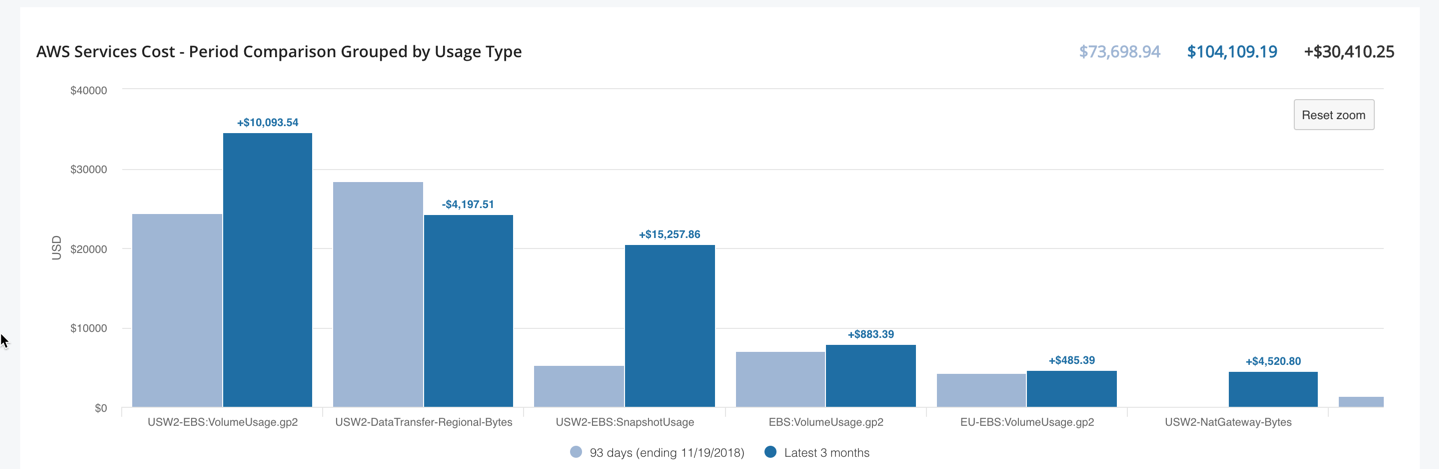 AWS Services Cost - Period Comparison Grouped by Usage Type
$73,698.94 $104,109.19 +$30,410.25
Reset zoom
USD
$40000
$30000
$20000
$10000
$0
+$10,093.54
-$4,197.51
+$15,257.86
+$883.39
+$485.39
+$4,520.80
USW2-EBS:VolumeUsage.gp2
USW2-DataTransfer-Regional-Bytes
USW2-EBS:SnapshotUsage
EBS:VolumeUsage.gp2
EU-EBS:VolumeUsage.gp2
USW2-NatGateway-Bytes
93 days (ending 11/19/2018)
Latest 3 months